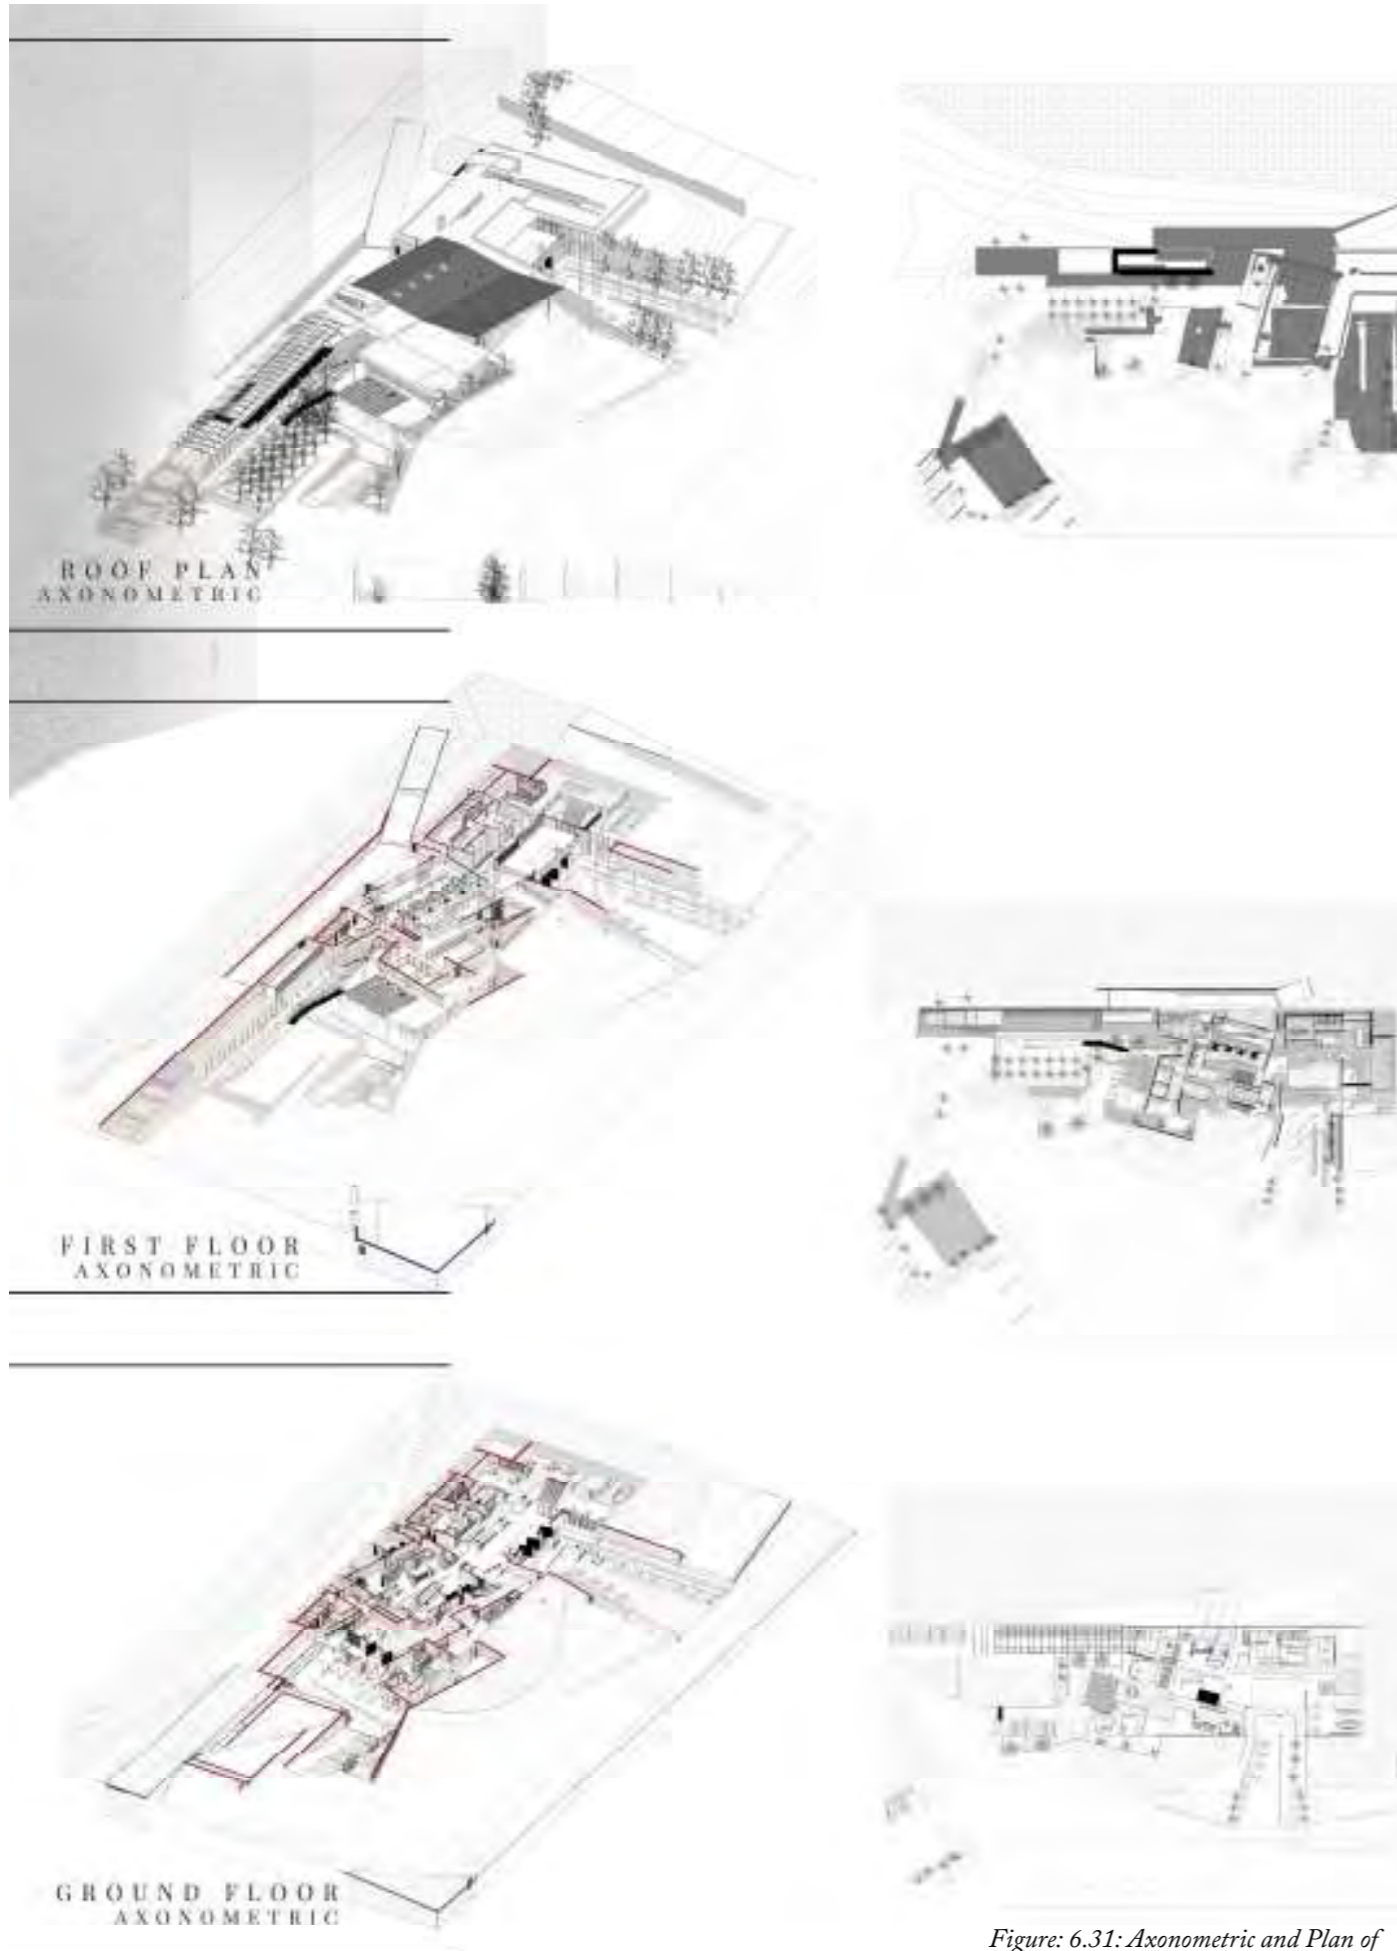 ROOF PLAN
AXONOMETRIC
FIRST FLOOR
AXONOMETRIC
GROUND FLOOR
AXONOMETRIC
Figure: 6.31: Axonometric and Plan of